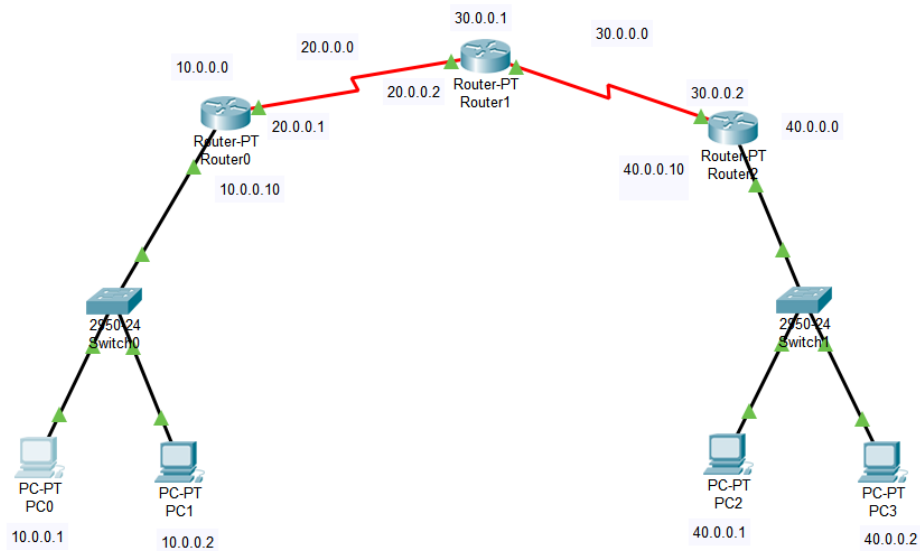 30.0.0.1
20.0.0.0
30.0.0.0
10.0.0.0
Router-PT
Router1
20.0.0.2
30.0.0.2
20.0.0.1
40.0.0.0
Router-PT
Router0
Router-PT
Router2
10.0.0.10
40.0.0.10
2950-24
Switch0
2950-24
Switch1
PC-PT
PC0
10.0.0.1
PC-PT
PC1
10.0.0.2
PC-PT
PC2
40.0.0.1
PC-PT
PC3
40.0.0.2